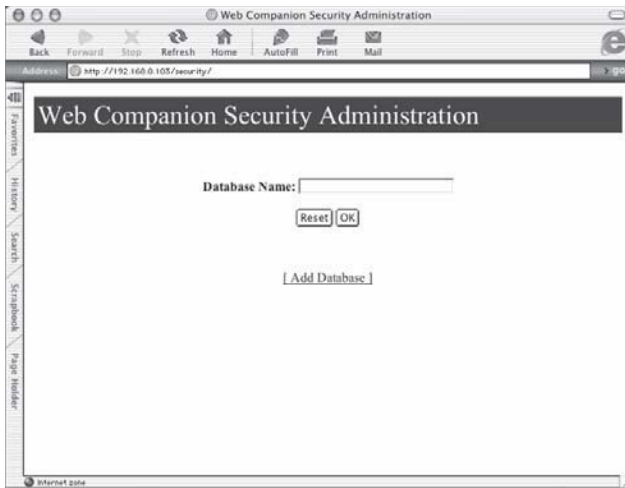 Web Companion Security Administration
Back Forward Stop Refresh Home AutoFill Print Mail
Address: http://192.168.0.103/security/ go
Favorites
History
Search
Scrapbook
Page Holder
Web Companion Security Administration
Database Name:
Reset OK
[ Add Database ]
Internet zone